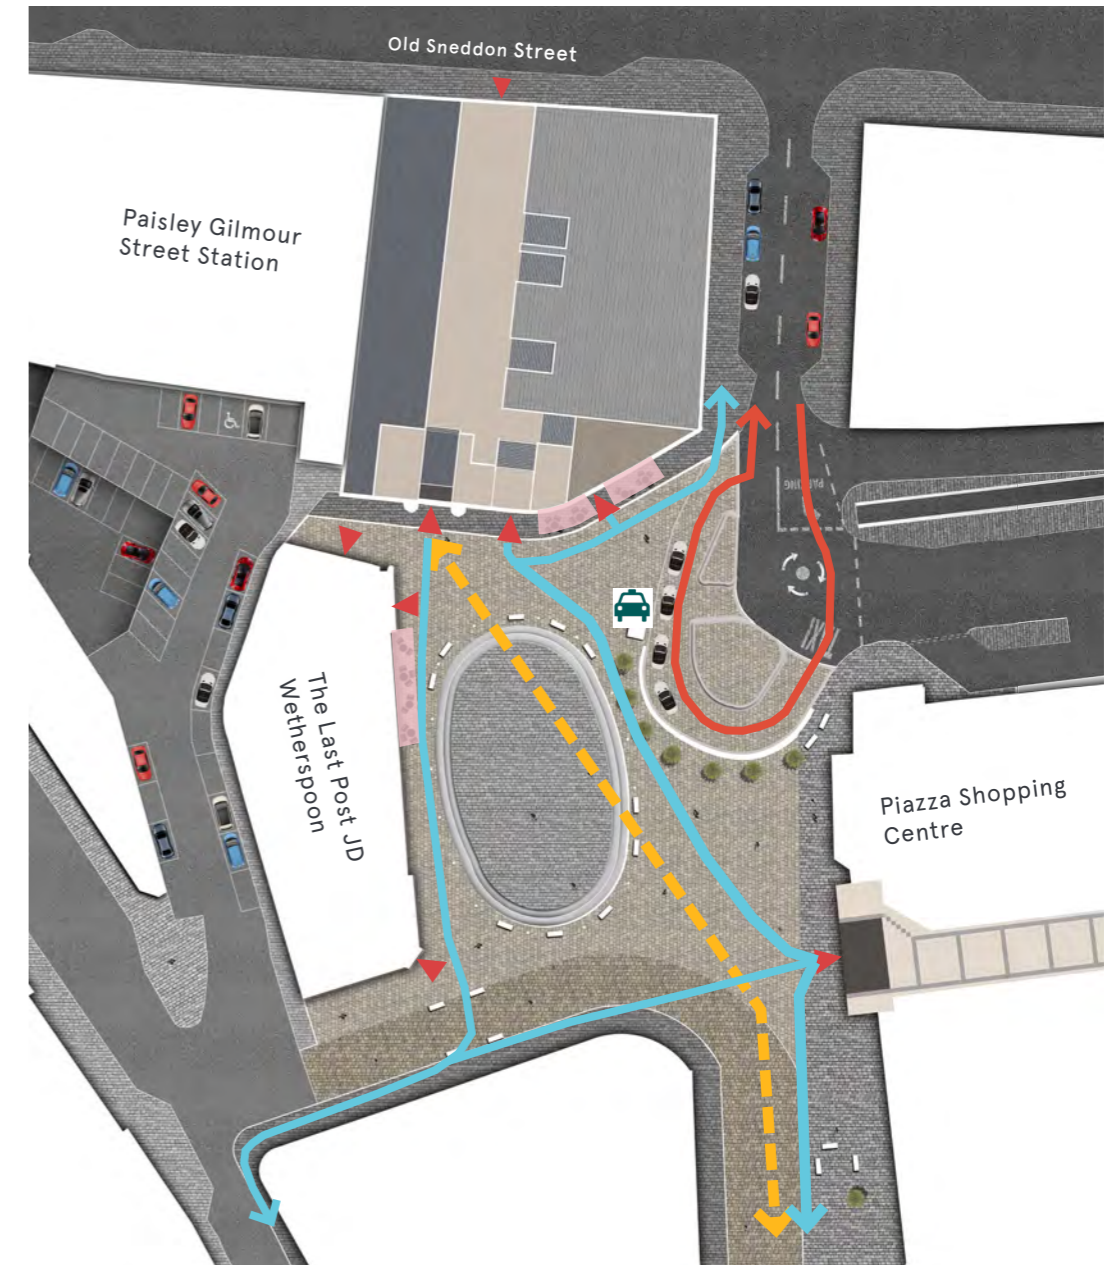 Old Sneddon Street
Paisley Gilmour
Street Station
The Last Post JD
Wetherspoon
Piazza Shopping
Centre